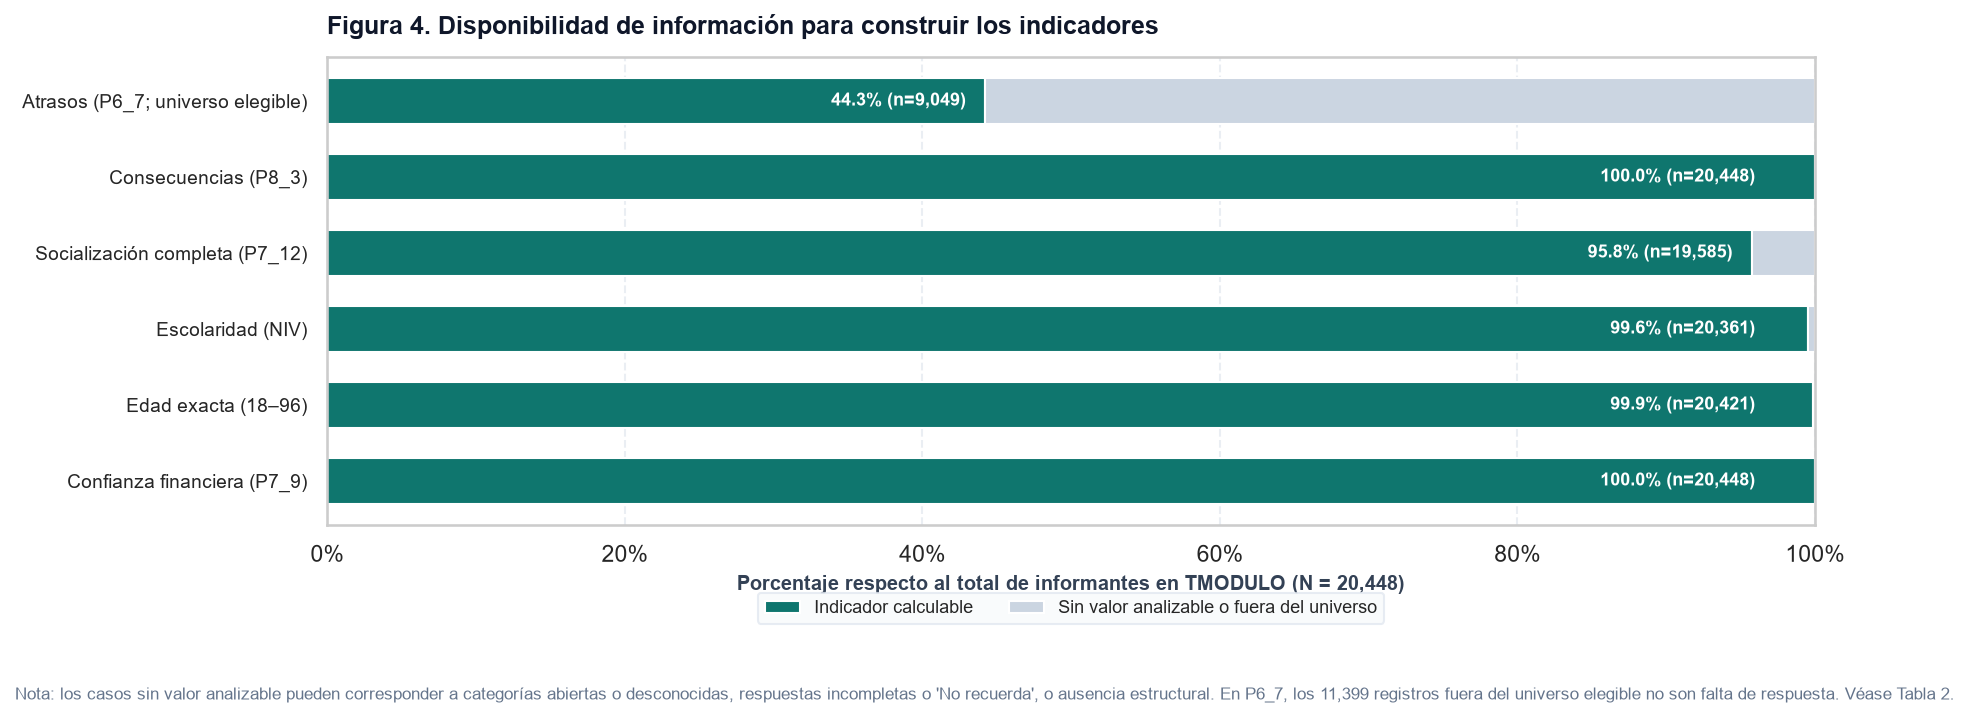 Figura 4. Disponibilidad de información para construir los indicadores
Atrasos (P6_7; universo elegible)
44.3% (n=9,049)
Consecuencias (P8_3)
100.0% (n=20,448)
Socialización completa (P7_12)
95.8% (n=19,585)
Escolaridad (NIV)
99.6% (n=20,361)
Edad exacta (18–96)
99.9% (n=20,421)
Confianza financiera (P7_9)
100.0% (n=20,448)
0% 20% 40% 60% 80% 100%
Porcentaje respecto al total de informantes en TMODULO (N = 20,448)
Indicador calculable Sin valor analizable o fuera del universo
Nota: los casos sin valor analizable pueden corresponder a categorías abiertas o desconocidas, respuestas incompletas o 'No recuerda', o ausencia estructural. En P6_7, los 11,399 registros fuera del universo elegible no son falta de respuesta. Véase Tabla 2.